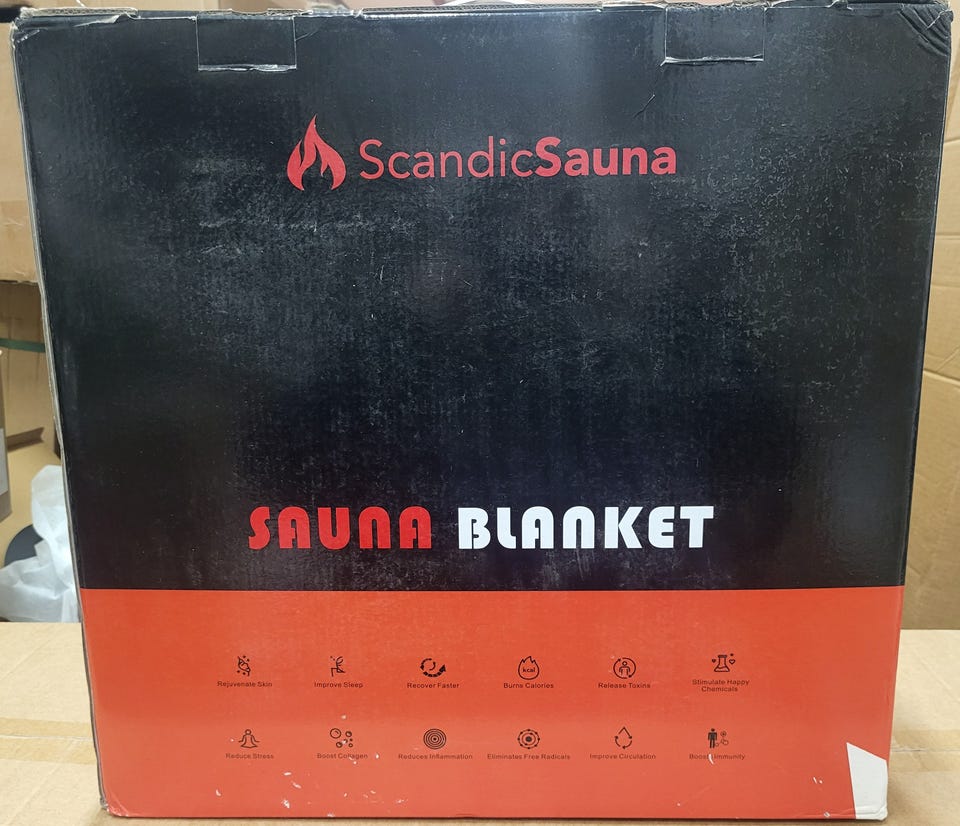 ScandicSauna
SAUNA BLANKET
kcal
Rejuvenate Skin
Improve Sleep
Recover Faster
Burns Calories
Release Toxins
Stimulate Happy
Chemicals
Reduce Stress
Boost Collagen
Reduces Inflammation
Eliminates Free Radicals
Improve Circulation
Boost Immunity